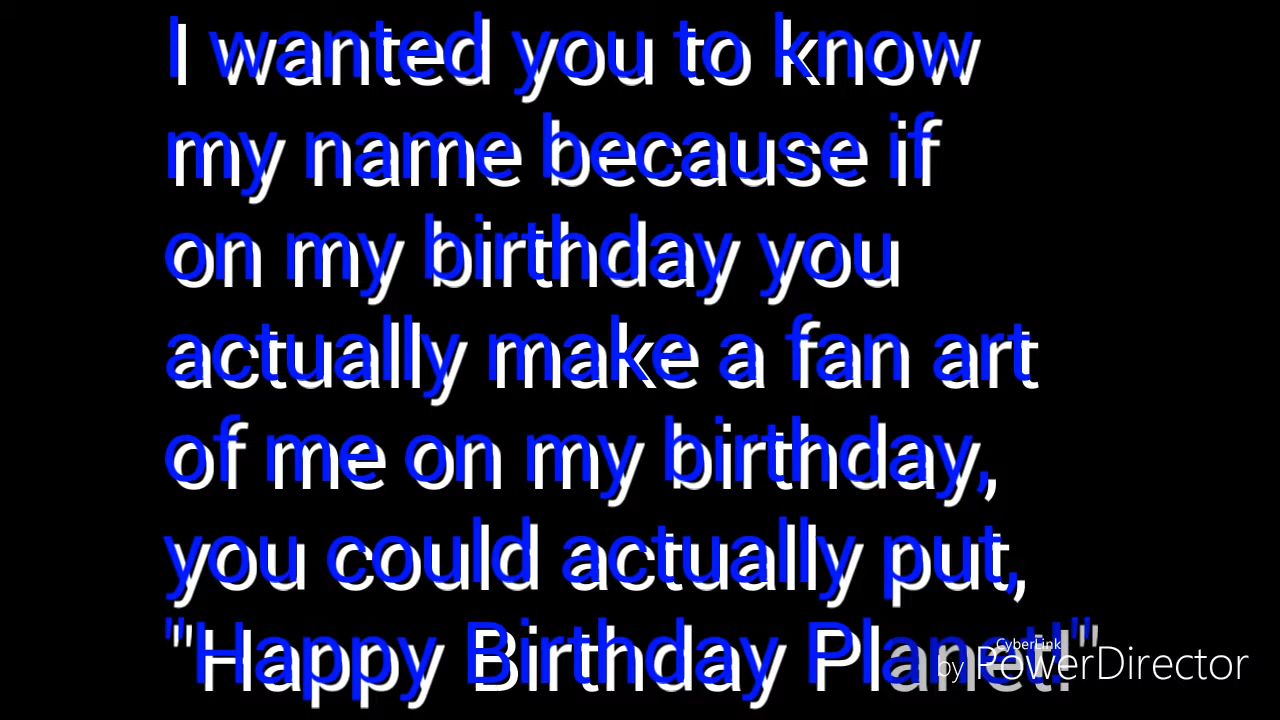 I wanted you to know
my name because if
on my birthday you
actually make a fan art
of me on my birthday,
you could actually put,
"Happy Birthday Planet!"
CyberLink
by PowerDirector